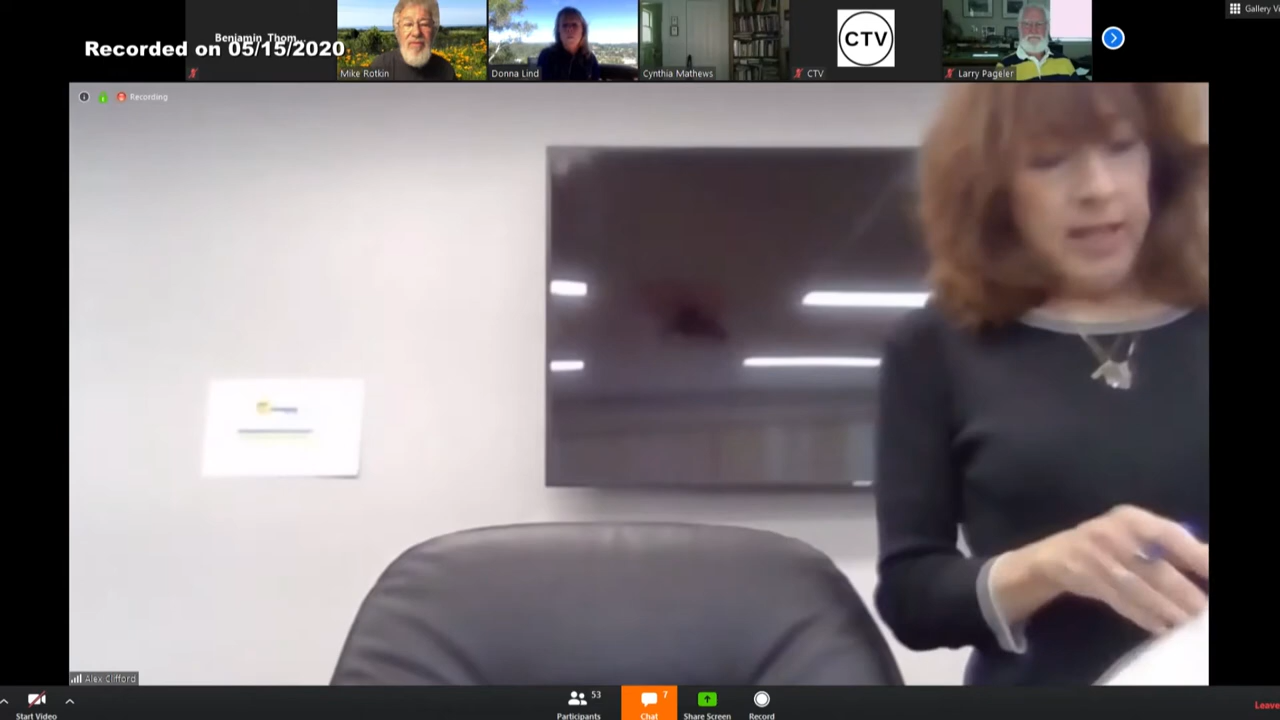 Gallery Vi
Benjamin Thom...
Recorded on 05/15/2020
CTV
Mike Rotkin
Donna Lind
Cynthia Mathews
CTV
Larry Pageler
Recording
Alex Clifford
Start Video
53
Participants
7
Chat
Share Screen
Record
Leave